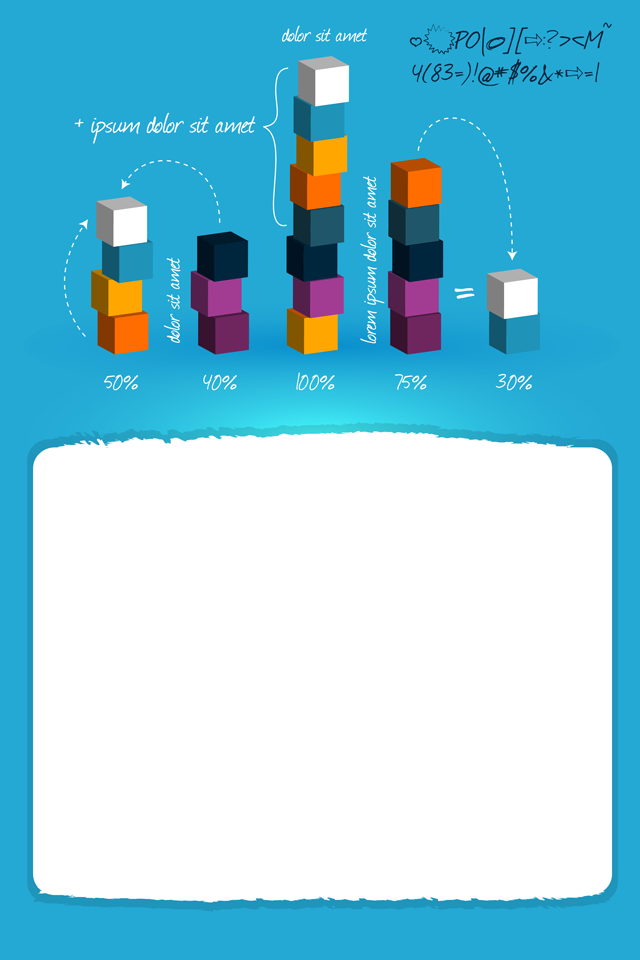 dolor sit amet
PO|o][⇨:?><M~
4(83=)!@#$%&*⇨=|
+ ipsum dolor sit amet
dolor sit amet
lorem ipsum dolor sit amet
=
50%
40%
100%
75%
30%